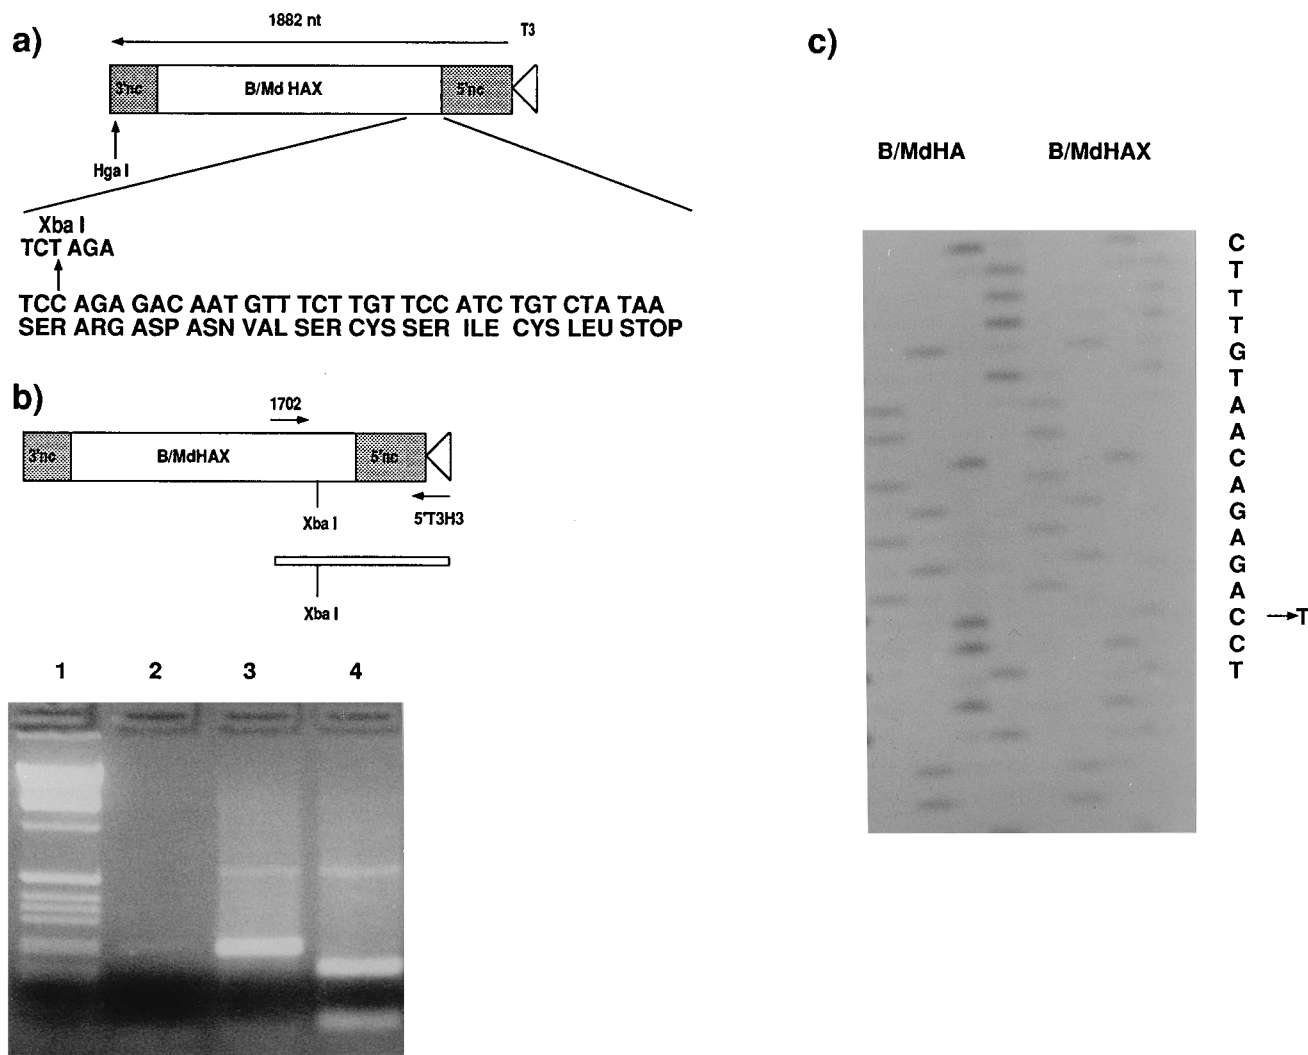 a)
1882 nt
T3
3'nc
B/Md HAX
5'nc
Hga I
Xba I
TCT AGA
TCC AGA GAC AAT GTT TCT TGT TCC ATC TGT CTA TAA
SER ARG ASP ASN VAL SER CYS SER ILE CYS LEU STOP
b)
1702
3'nc
B/MdHAX
5'nc
Xba I
5'T3H3
Xba I
1 2 3 4
c)
B/MdHA B/MdHAX
C
T
T
T
G
T
A
A
C
A
G
A
G
A
C →T
C
T